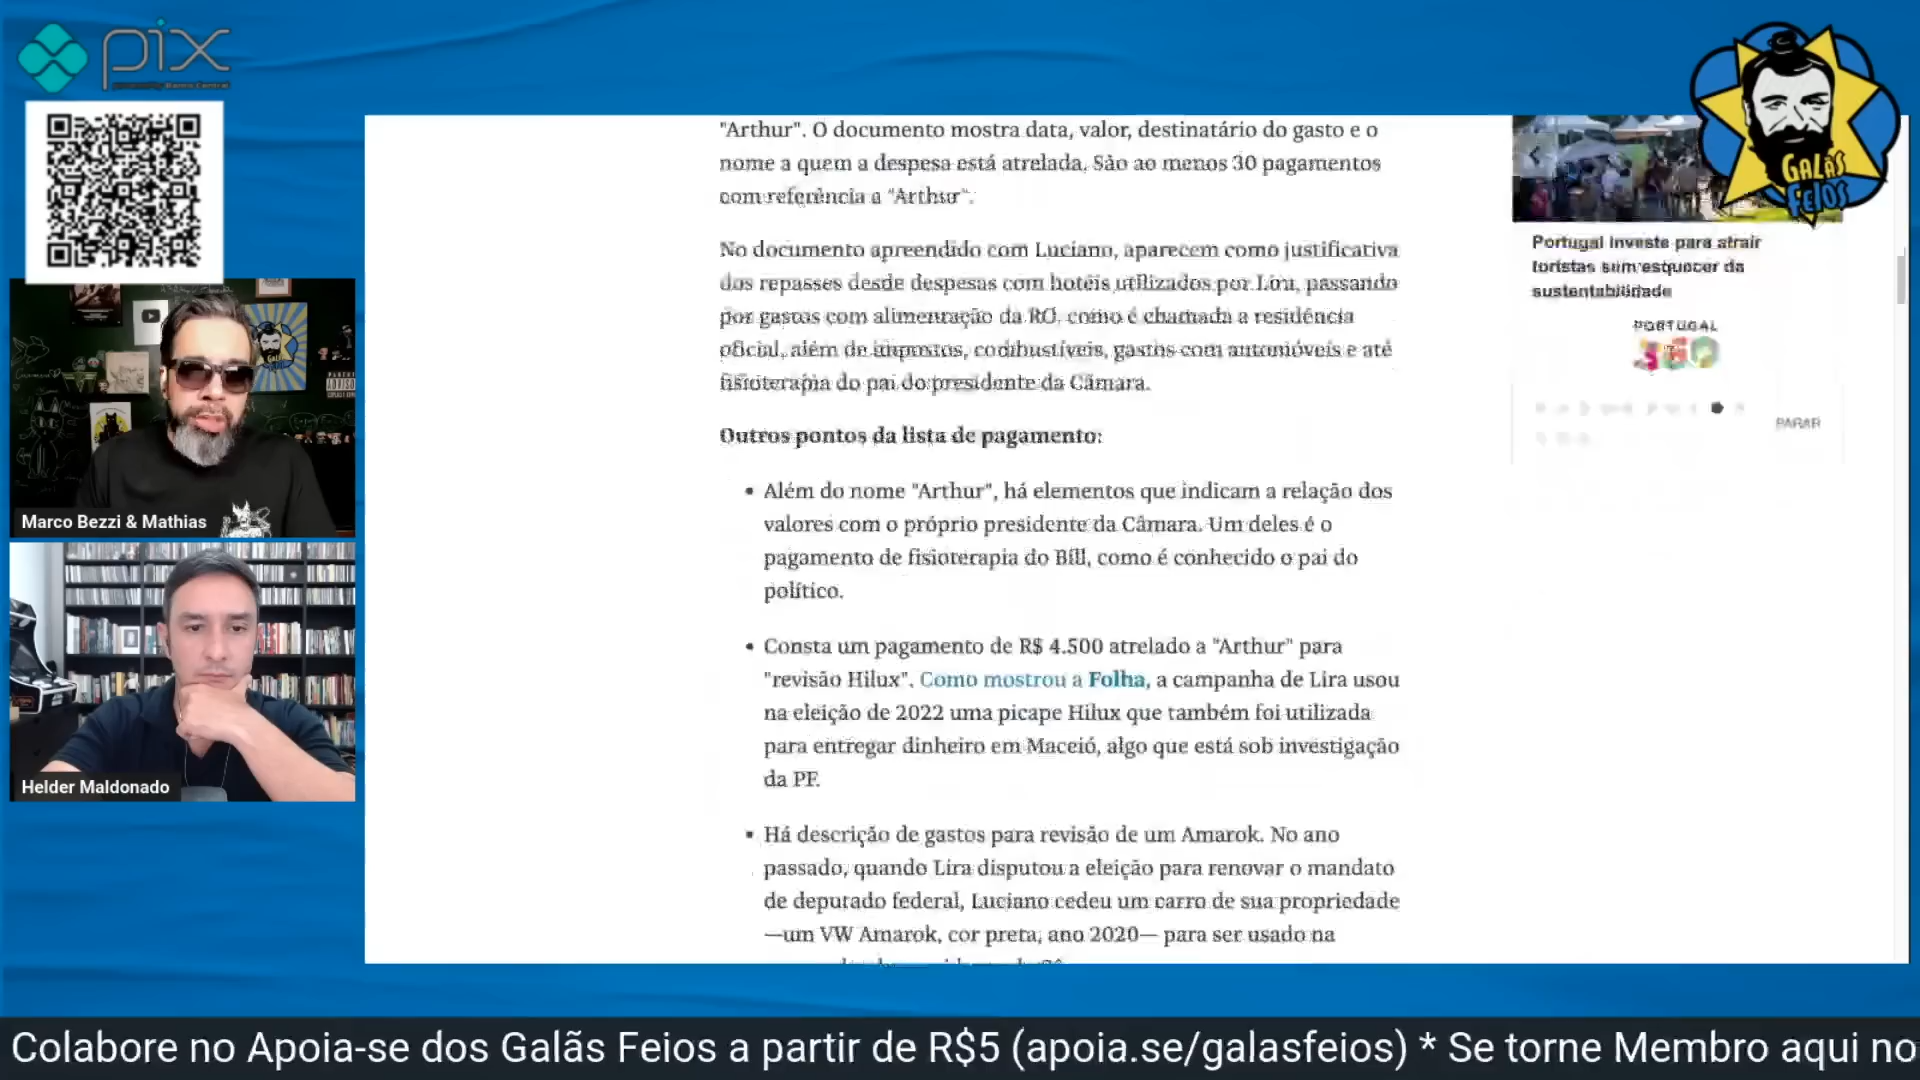 pix
powered by Banco Central
GALÃS
FEIOS
"Arthur". O documento mostra data, valor, destinatário do gasto e o
nome a quem a despesa está atrelada. São ao menos 30 pagamentos
com referência a "Arthur".
No documento apreendido com Luciano, aparecem como justificativa
dos repasses desde despesas com hotéis utilizados por Lira, passando
por gastos com alimentação da RO, como é chamada a residência
oficial, além de impostos, combustíveis, gastos com automóveis e até
fisioterapia do pai do presidente da Câmara.
Outros pontos da lista de pagamento:
• Além do nome "Arthur", há elementos que indicam a relação dos
valores com o próprio presidente da Câmara. Um deles é o
pagamento de fisioterapia do Bill, como é conhecido o pai do
político.
• Consta um pagamento de R$ 4.500 atrelado a "Arthur" para
"revisão Hilux". Como mostrou a Folha, a campanha de Lira usou
na eleição de 2022 uma picape Hilux que também foi utilizada
para entregar dinheiro em Maceió, algo que está sob investigação
da PF.
• Há descrição de gastos para revisão de um Amarok. No ano
passado, quando Lira disputou a eleição para renovar o mandato
de deputado federal, Luciano cedeu um carro de sua propriedade
—um VW Amarok, cor preta, ano 2020— para ser usado na
Portugal investe para atrair
turistas sem esquecer da
sustentabilidade
PORTUGAL
PARAR
Marco Bezzi & Mathias
Helder Maldonado
Colabore no Apoia-se dos Galãs Feios a partir de R$5 (apoia.se/galasfeios) * Se torne Membro aqui no